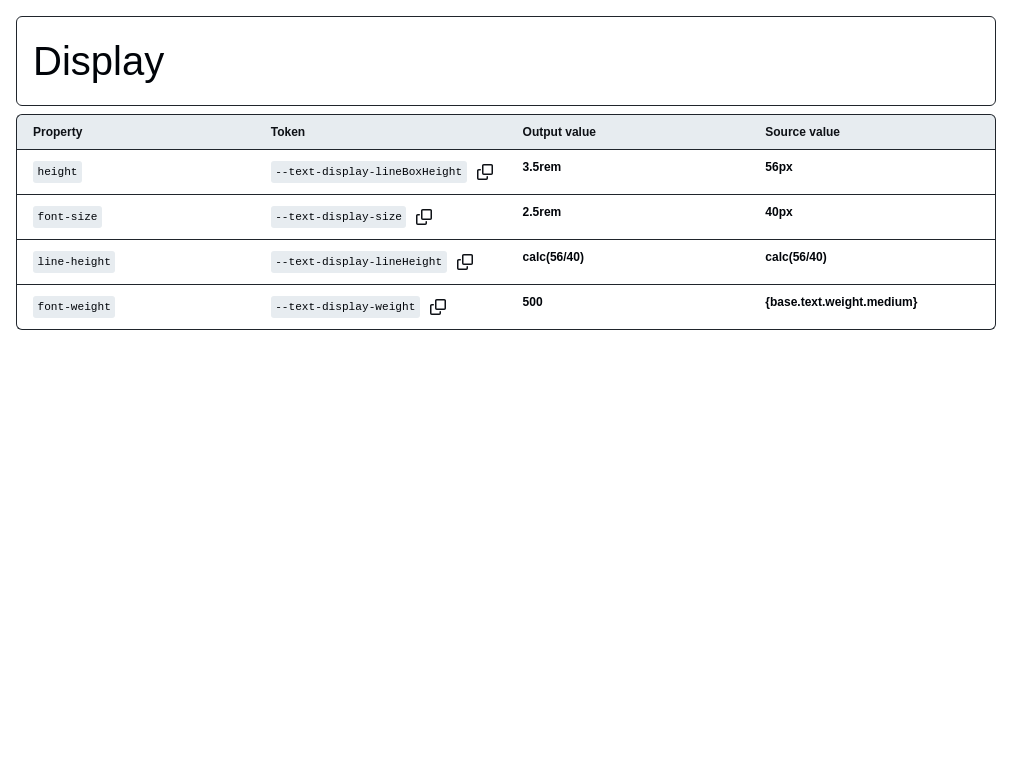 Display
Property Token Output value Source value
height --text-display-lineBoxHeight 3.5rem 56px
font-size --text-display-size 2.5rem 40px
line-height --text-display-lineHeight calc(56/40) calc(56/40)
font-weight --text-display-weight 500 {base.text.weight.medium}